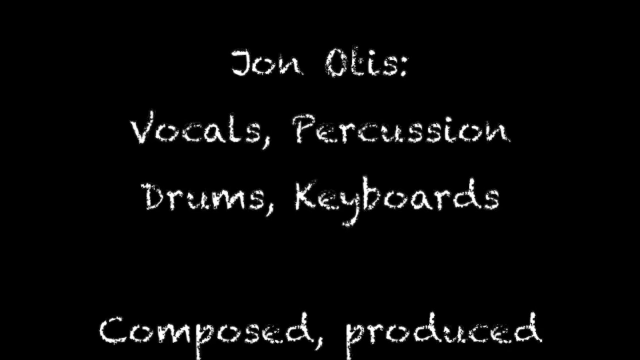 Jon Otis:
Vocals, Percussion
Drums, Keyboards
Composed, produced